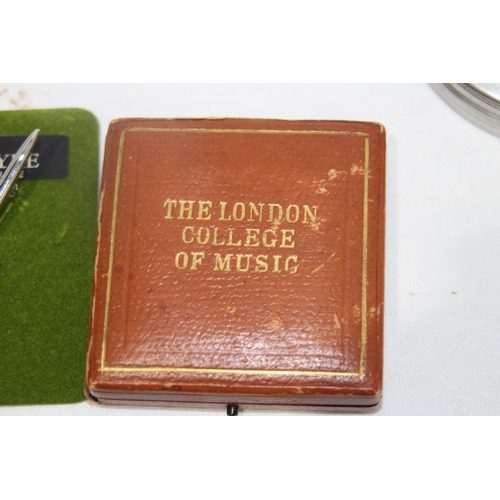 THE LONDON
COLLEGE
OF MUSIC